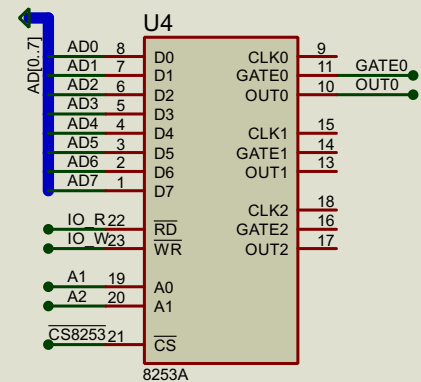 U4
AD[0..7]
AD0 8 D0 CLK0 9
AD1 7 D1 GATE0 11 GATE0
AD2 6 D2 OUT0 10 OUT0
AD3 5 D3
AD4 4 D4 CLK1 15
AD5 3 D5 GATE1 14
AD6 2 D6 OUT1 13
AD7 1 D7
CLK2 18
IO_R 22 RD GATE2 16
IO_W 23 WR OUT2 17
A1 19 A0
A2 20 A1
CS8253 21 CS
8253A